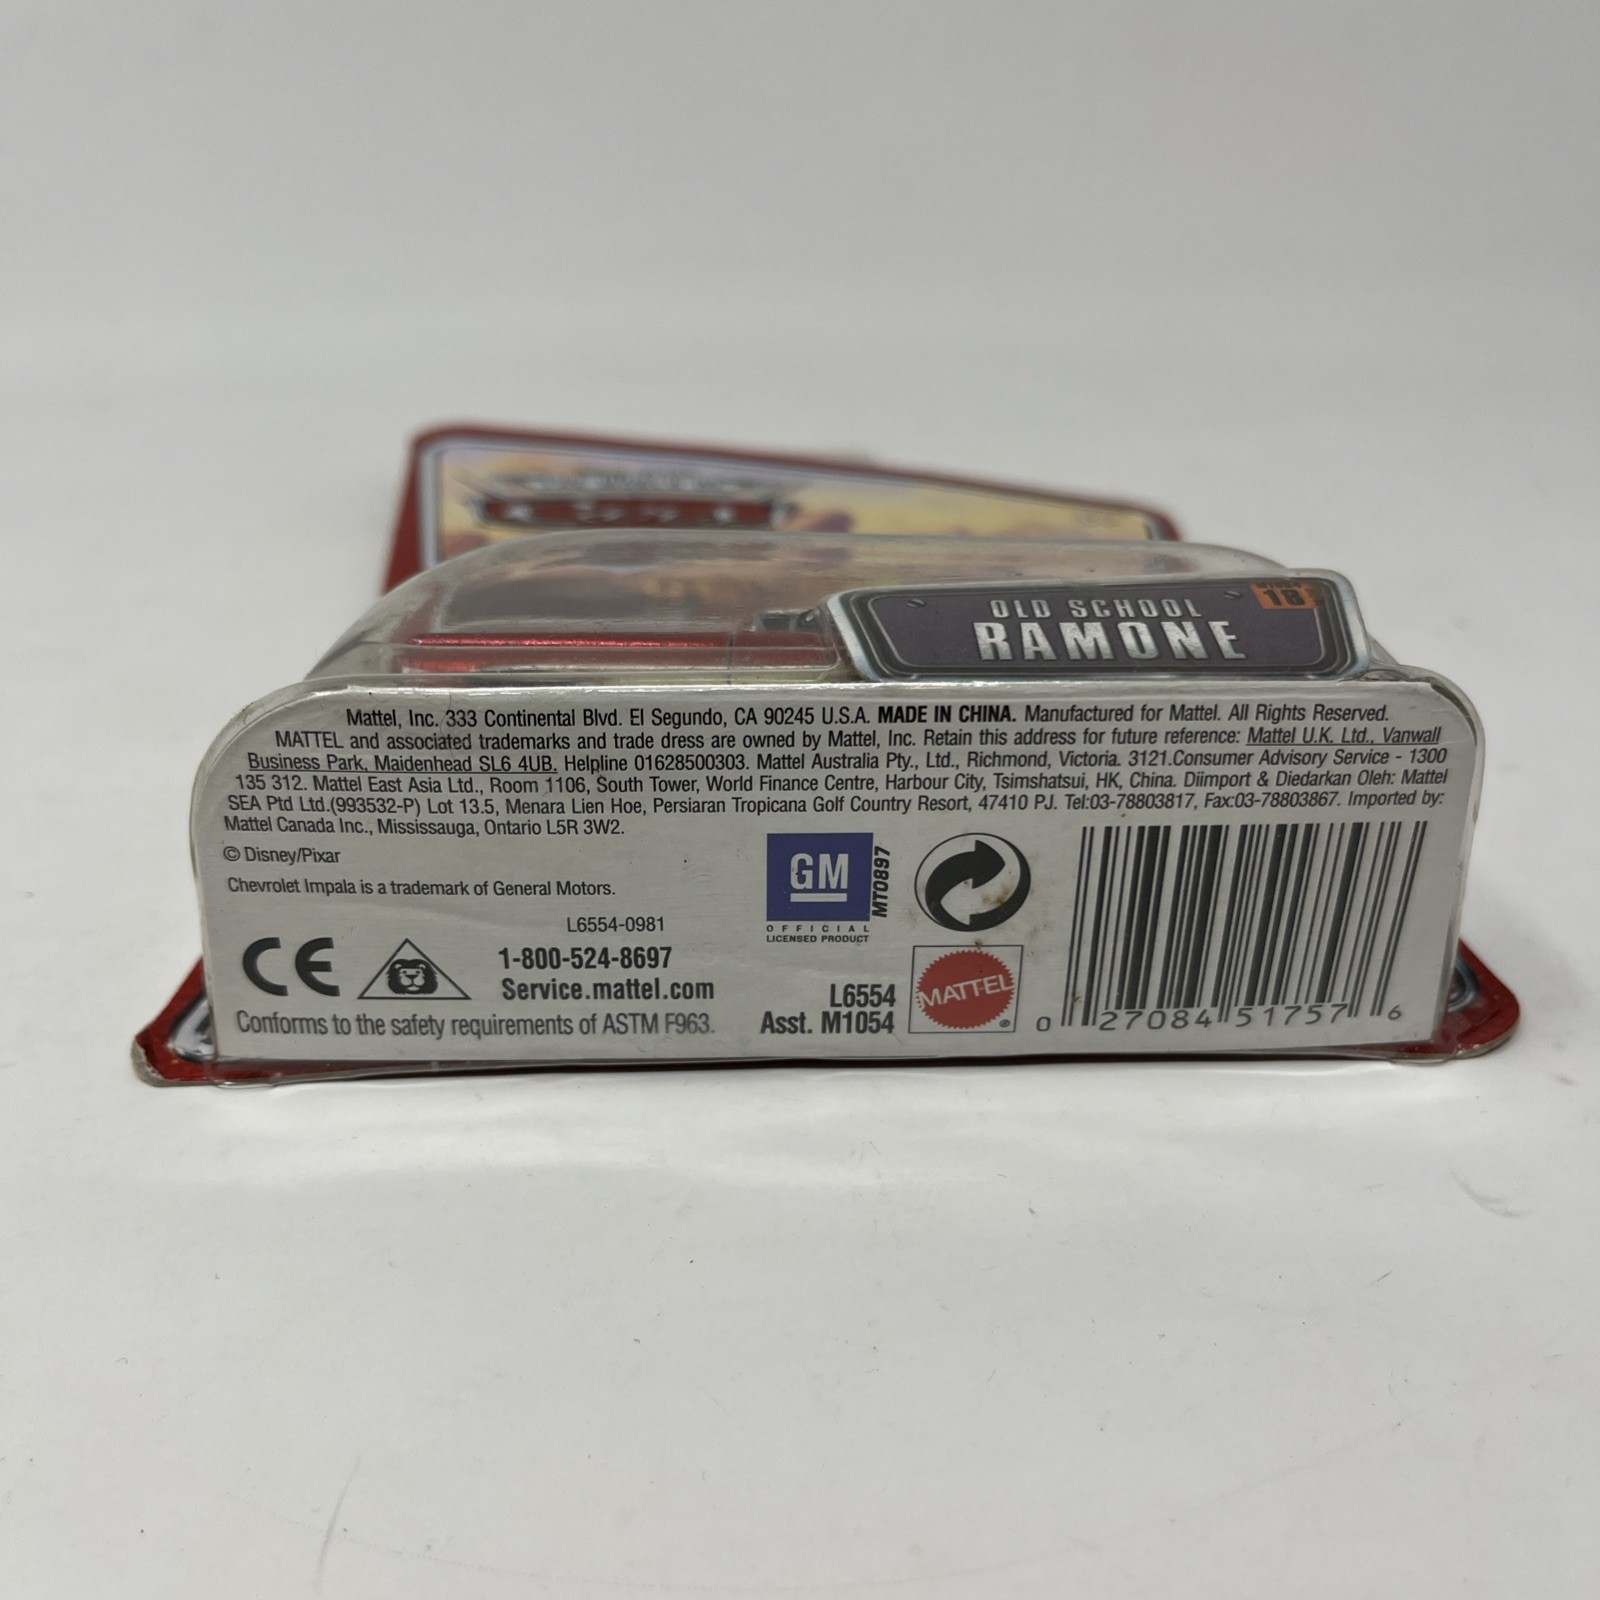 OLD SCHOOL
RAMONE
18
Mattel, Inc. 333 Continental Blvd. El Segundo, CA 90245 U.S.A. MADE IN CHINA. Manufactured for Mattel. All Rights Reserved.
MATTEL and associated trademarks and trade dress are owned by Mattel, Inc. Retain this address for future reference: Mattel U.K. Ltd., Vanwall
Business Park, Maidenhead SL6 4UB. Helpline 01628500303. Mattel Australia Pty., Ltd., Richmond, Victoria. 3121.Consumer Advisory Service - 1300
135 312. Mattel East Asia Ltd., Room 1106, South Tower, World Finance Centre, Harbour City, Tsimshatsui, HK, China. Diimport & Diedarkan Oleh: Mattel
SEA Ptd Ltd.(993532-P) Lot 13.5, Menara Lien Hoe, Persiaran Tropicana Golf Country Resort, 47410 PJ. Tel:03-78803817, Fax:03-78803867. Imported by:
Mattel Canada Inc., Mississauga, Ontario L5R 3W2.
© Disney/Pixar
Chevrolet Impala is a trademark of General Motors.
L6554-0981
CE
1-800-524-8697
Service.mattel.com
Conforms to the safety requirements of ASTM F963.
GM
MT0897
OFFICIAL
LICENSED PRODUCT
L6554
Asst. M1054
MATTEL
®
0 27084 51757 6